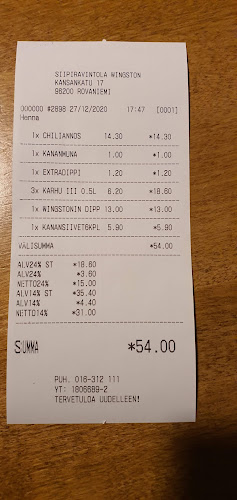 SIIPIRAVINTOLA WINGSTON
KANSANKATU 17
96200 ROVANIEMI
000000 #2898 27/12/2020 17:47 [0001]
Henna
1x CHILIANNOS 14.30 *14.30
1x KANANMUNA 1.00 *1.00
1x EXTRADIPPI 1.20 *1.20
3x KARHU III 0.5L 6.20 *18.60
1x WINGSTONIN DIPP 13.00 *13.00
1x KANANSIIVET6KPL 5.90 *5.90
VÄLISUMMA *54.00
ALV24% ST *18.60
ALV24% *3.60
NETTO24% *15.00
ALV14% ST *35.40
ALV14% *4.40
NETTO14% *31.00
SUMMA *54.00
PUH. 016-312 111
YT: 1806689-2
TERVETULOA UUDELLEEN!